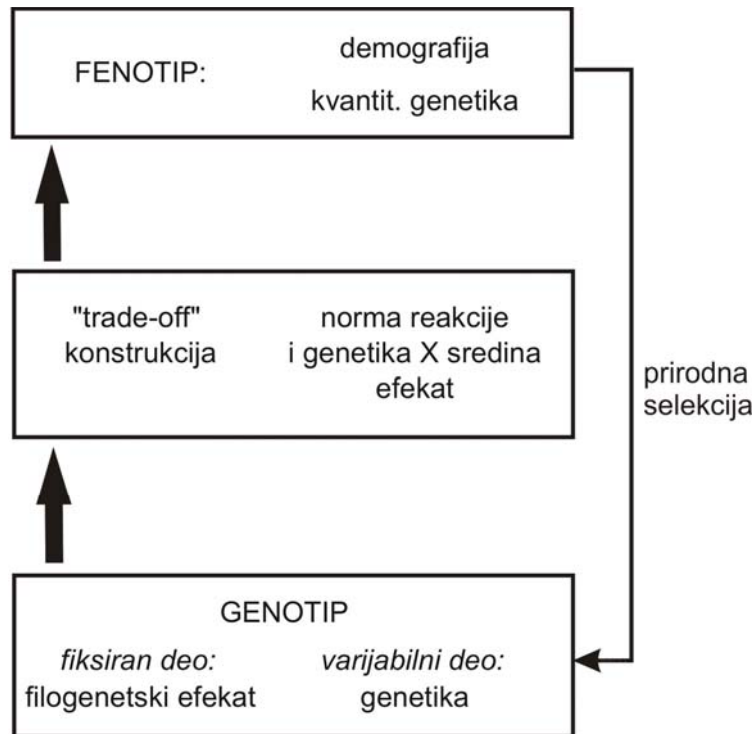 FENOTIP:
demografija
kvantit. genetika
"trade-off"
konstrukcija
norma reakcije
i genetika X sredina
efekat
prirodna
selekcija
GENOTIP
fiksiran deo:
filogenetski efekat
varijabilni deo:
genetika